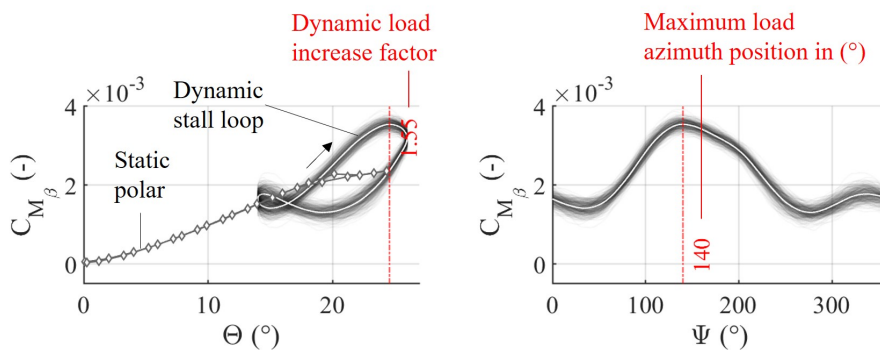 Dynamic load
increase factor
×10⁻³
Dynamic
stall loop
Static
polar
1.55
4
2
0
C_{M_β} (-)
0
10
20
Θ (°)
Maximum load
azimuth position in (°)
×10⁻³
4
2
0
C_{M_β} (-)
140
0
100
200
300
Ψ (°)